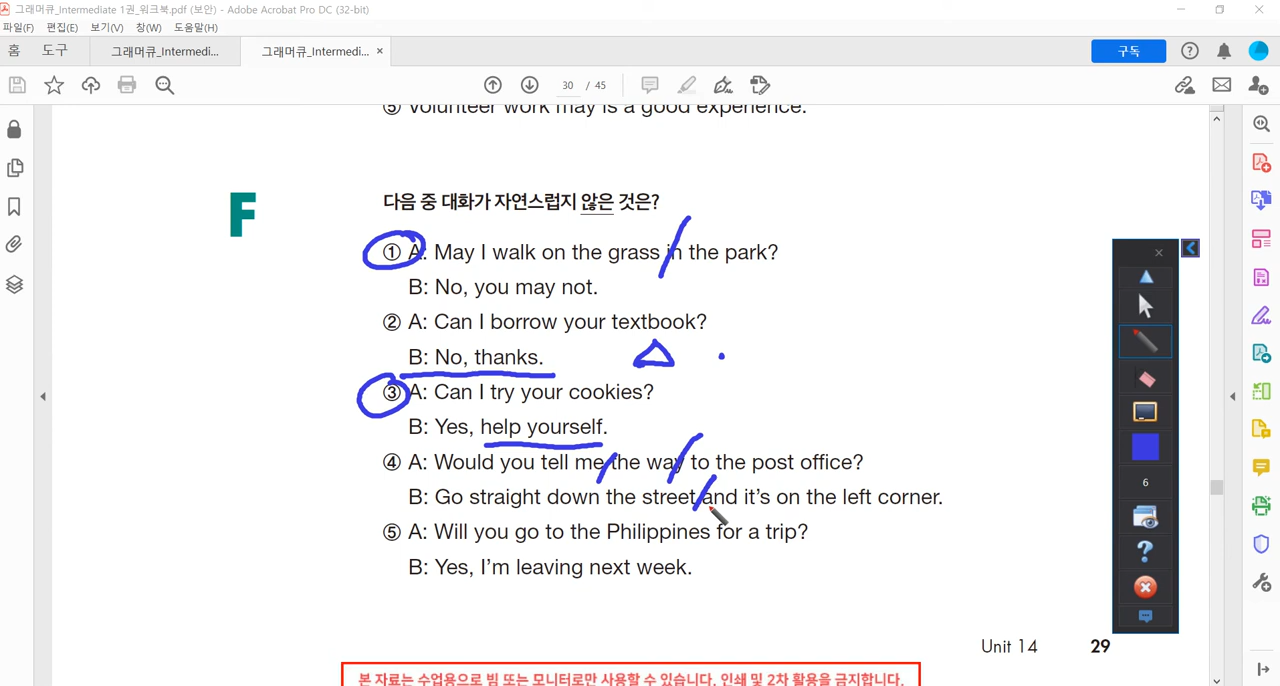 그래머큐_Intermediate 1권_워크북.pdf (보안) - Adobe Acrobat Pro DC (32-bit)
파일(F) 편집(E) 보기(V) 창(W) 도움말(H)
홈 도구 그래머큐_Intermedi... 그래머큐_Intermedi... ×
구독
30 / 45
⑤ Volunteer work may is a good experience.
F 다음 중 대화가 자연스럽지 않은 것은?
① A: May I walk on the grass in the park?
B: No, you may not.
② A: Can I borrow your textbook?
B: No, thanks.
③ A: Can I try your cookies?
B: Yes, help yourself.
④ A: Would you tell me the way to the post office?
B: Go straight down the street and it's on the left corner.
⑤ A: Will you go to the Philippines for a trip?
B: Yes, I'm leaving next week.
6
Unit 14 29
본 자료는 수업용으로 빔 또는 모니터로만 사용할 수 있습니다. 인쇄 및 2차 활용을 금지합니다.